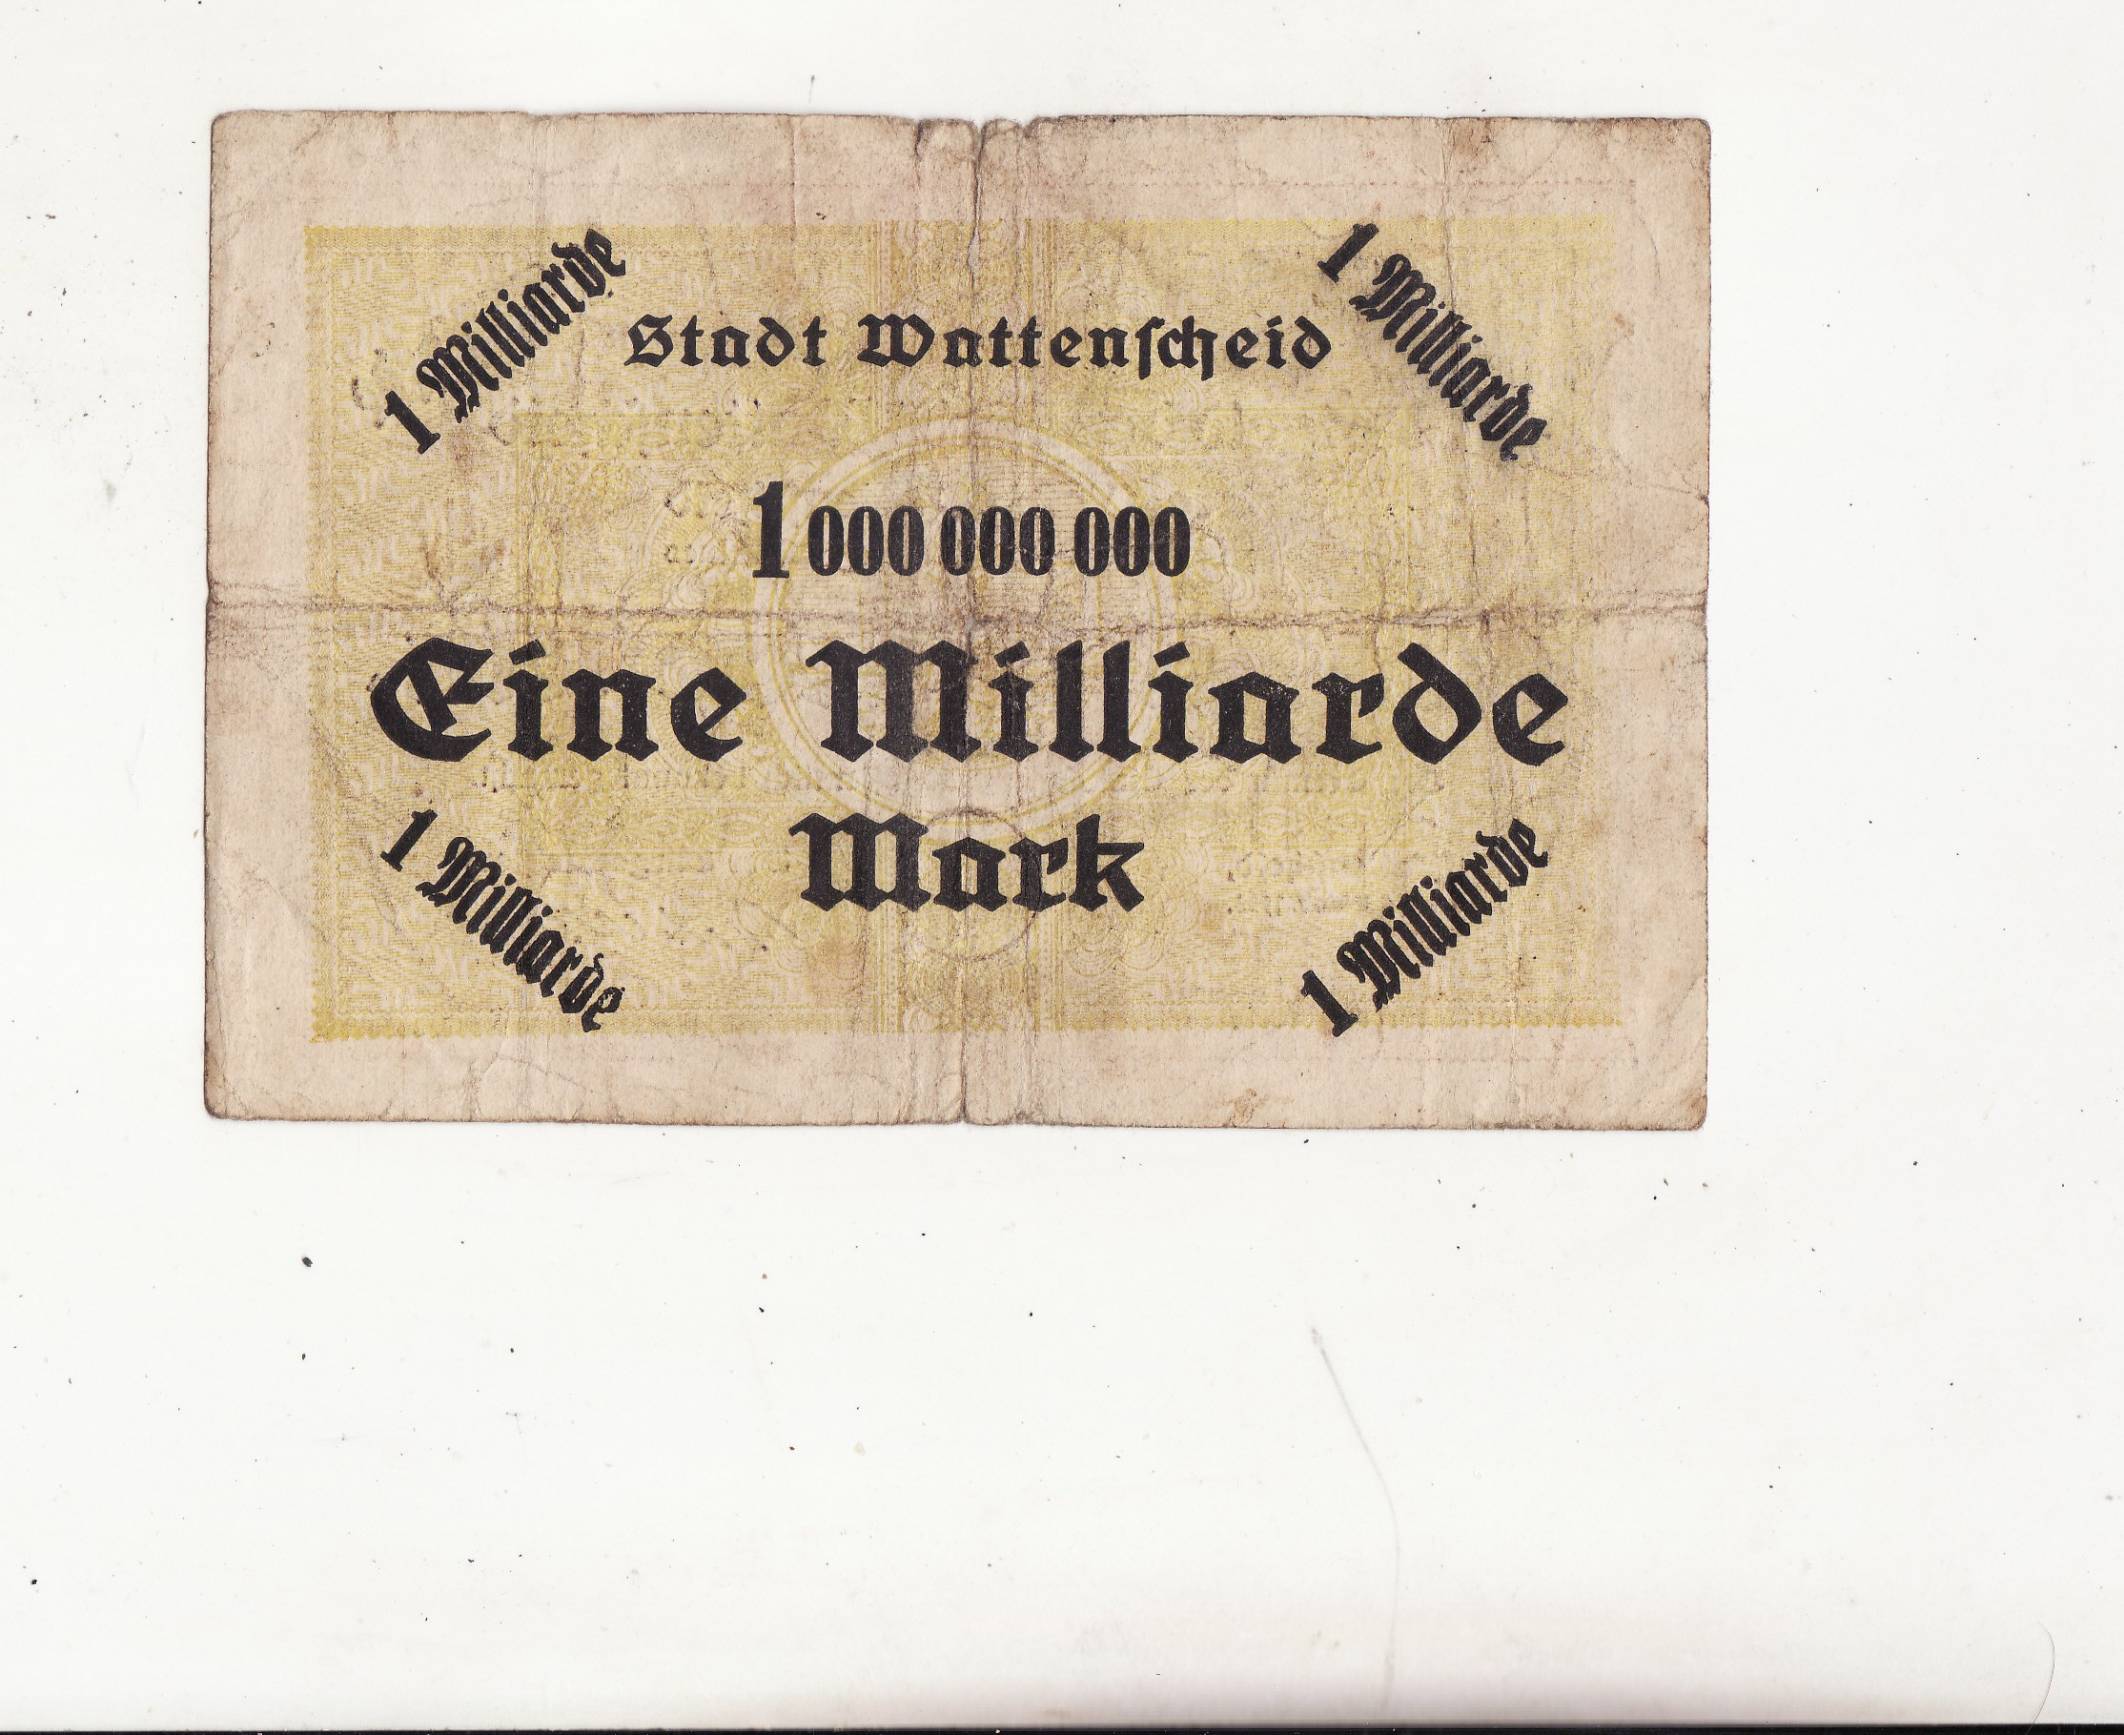 1 Milliarde
1 Milliarde
Stadt Wattenſcheid
1 000 000 000
Eine Milliarde
Mark
1 Milliarde
1 Milliarde